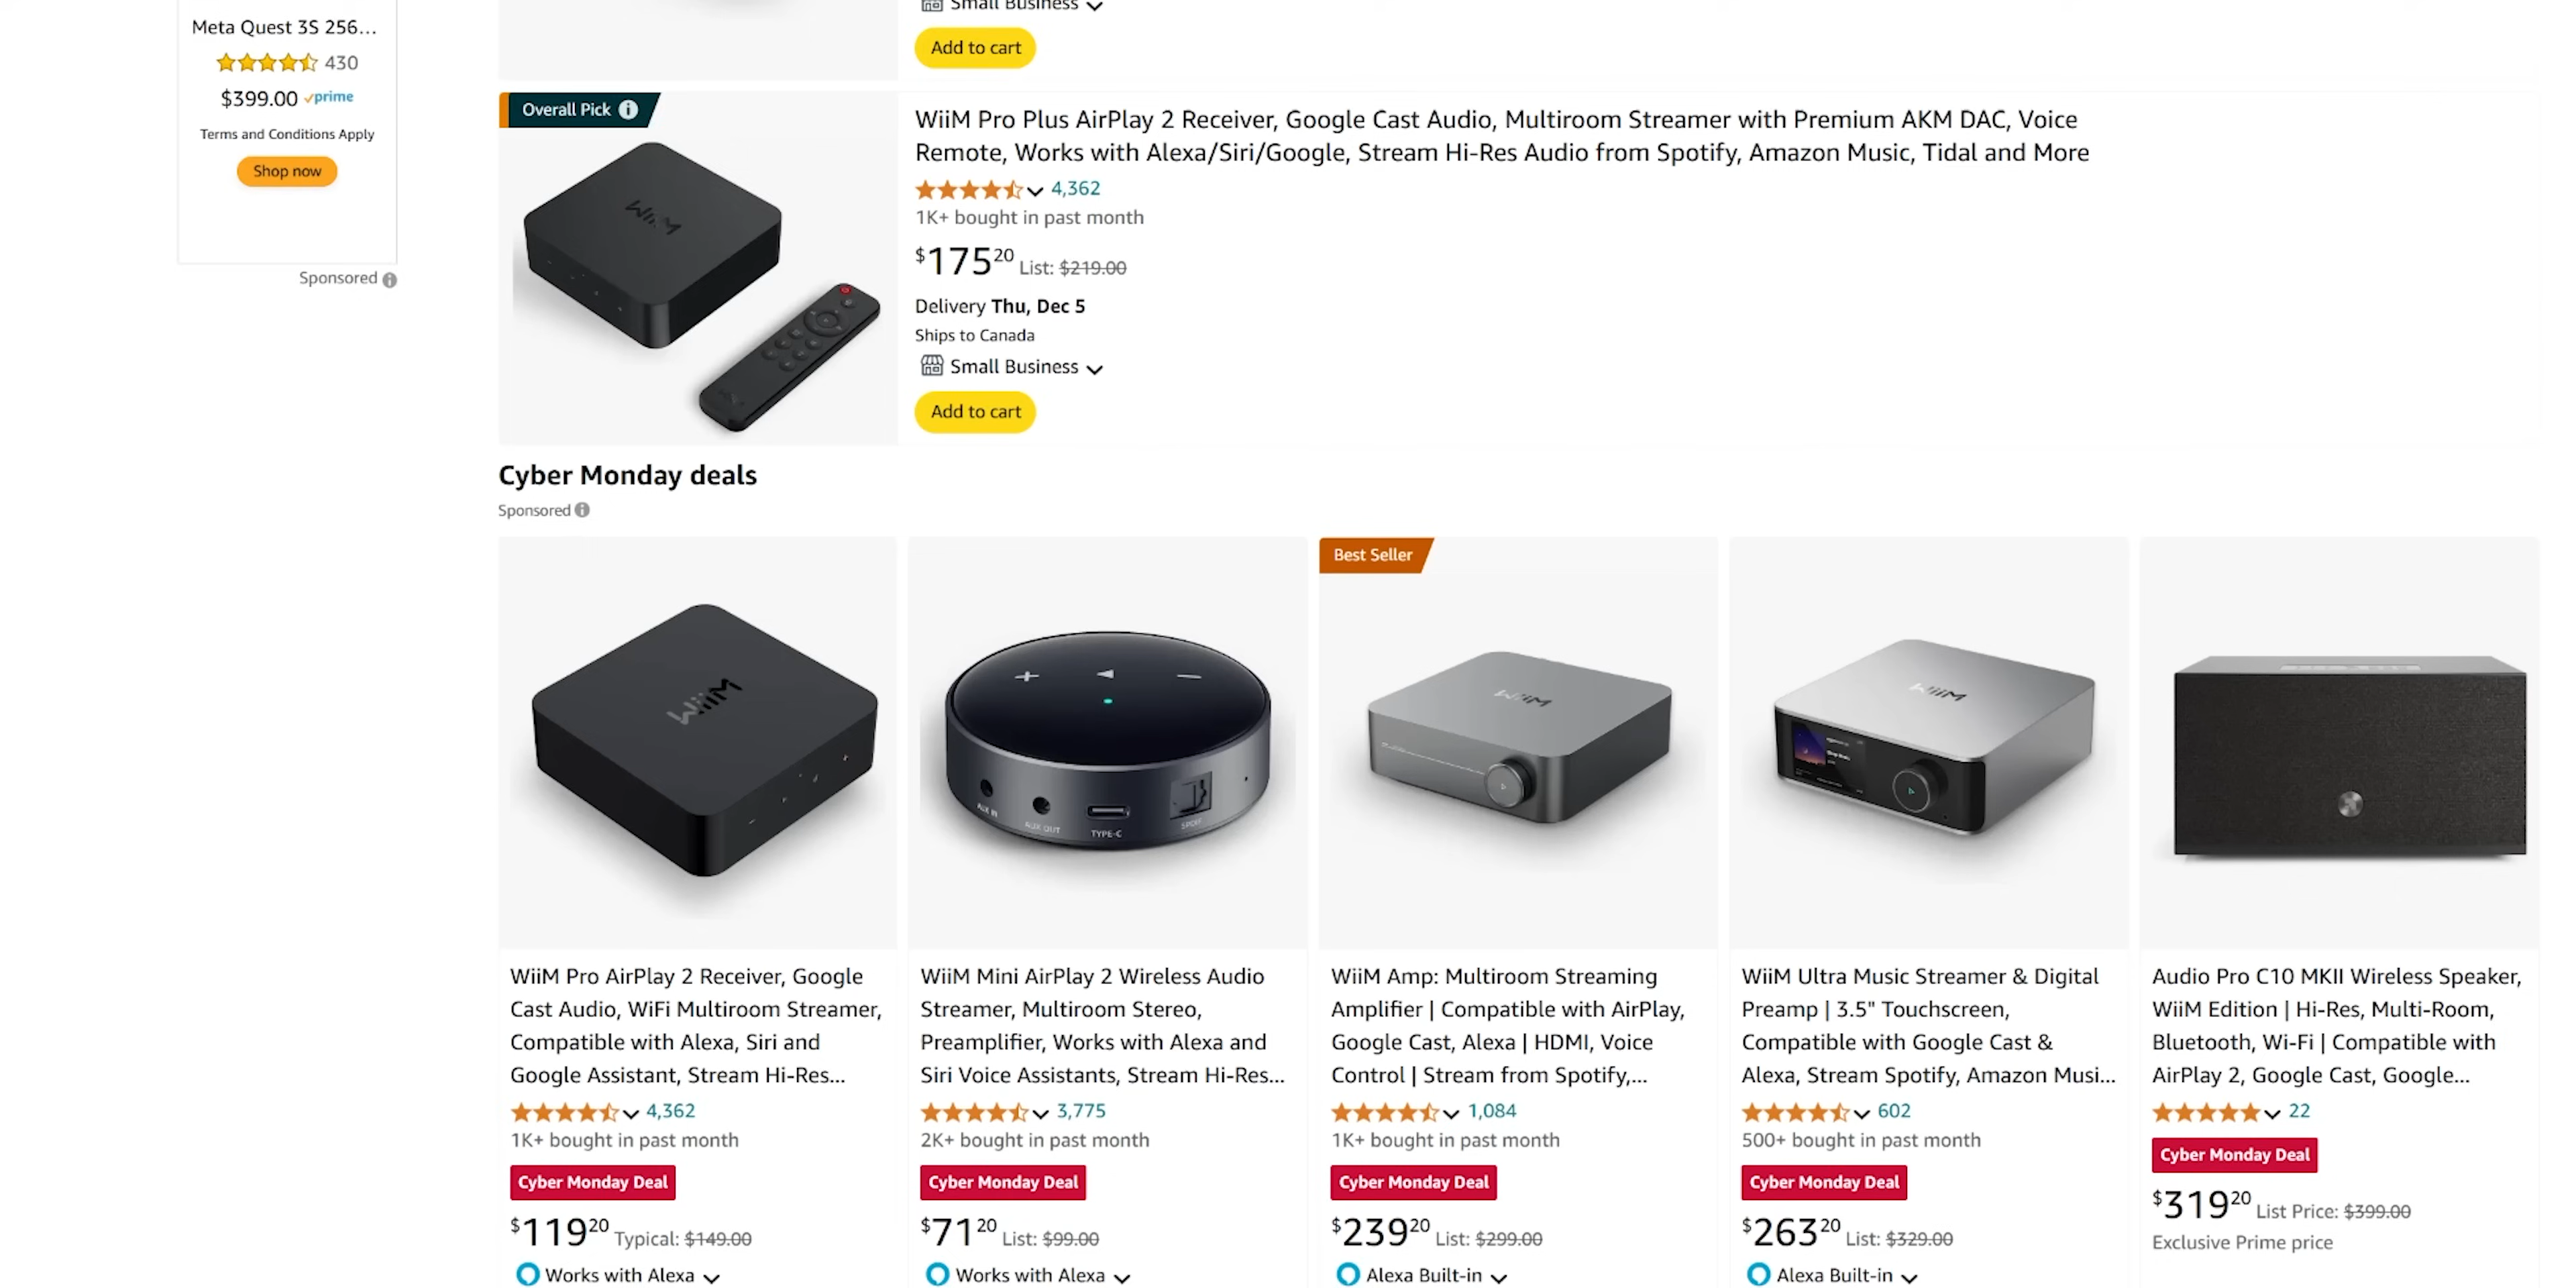 Meta Quest 3S 256...
430
$399.00 prime
Terms and Conditions Apply
Shop now
Sponsored
Small Business
Add to cart
Overall Pick
WiiM
WiiM Pro Plus AirPlay 2 Receiver, Google Cast Audio, Multiroom Streamer with Premium AKM DAC, Voice
Remote, Works with Alexa/Siri/Google, Stream Hi-Res Audio from Spotify, Amazon Music, Tidal and More
4,362
1K+ bought in past month
$175.20 List: $219.00
Delivery Thu, Dec 5
Ships to Canada
Small Business
Add to cart
Cyber Monday deals
Sponsored
WiiM
WiiM Pro AirPlay 2 Receiver, Google
Cast Audio, WiFi Multiroom Streamer,
Compatible with Alexa, Siri and
Google Assistant, Stream Hi-Res...
4,362
1K+ bought in past month
Cyber Monday Deal
$119.20 Typical: $149.00
Works with Alexa
AUX IN
AUX OUT
TYPE-C
SPDIF
WiiM Mini AirPlay 2 Wireless Audio
Streamer, Multiroom Stereo,
Preamplifier, Works with Alexa and
Siri Voice Assistants, Stream Hi-Res...
3,775
2K+ bought in past month
Cyber Monday Deal
$71.20 List: $99.00
Works with Alexa
Best Seller
WiiM
WiiM Amp: Multiroom Streaming
Amplifier | Compatible with AirPlay,
Google Cast, Alexa | HDMI, Voice
Control | Stream from Spotify,...
1,084
1K+ bought in past month
Cyber Monday Deal
$239.20 List: $299.00
Alexa Built-in
WiiM
WiiM Ultra Music Streamer & Digital
Preamp | 3.5" Touchscreen,
Compatible with Google Cast &
Alexa, Stream Spotify, Amazon Musi...
602
500+ bought in past month
Cyber Monday Deal
$263.20 List: $329.00
Alexa Built-in
Audio Pro C10 MKII Wireless Speaker,
WiiM Edition | Hi-Res, Multi-Room,
Bluetooth, Wi-Fi | Compatible with
AirPlay 2, Google Cast, Google...
22
Cyber Monday Deal
$319.20 List Price: $399.00
Exclusive Prime price